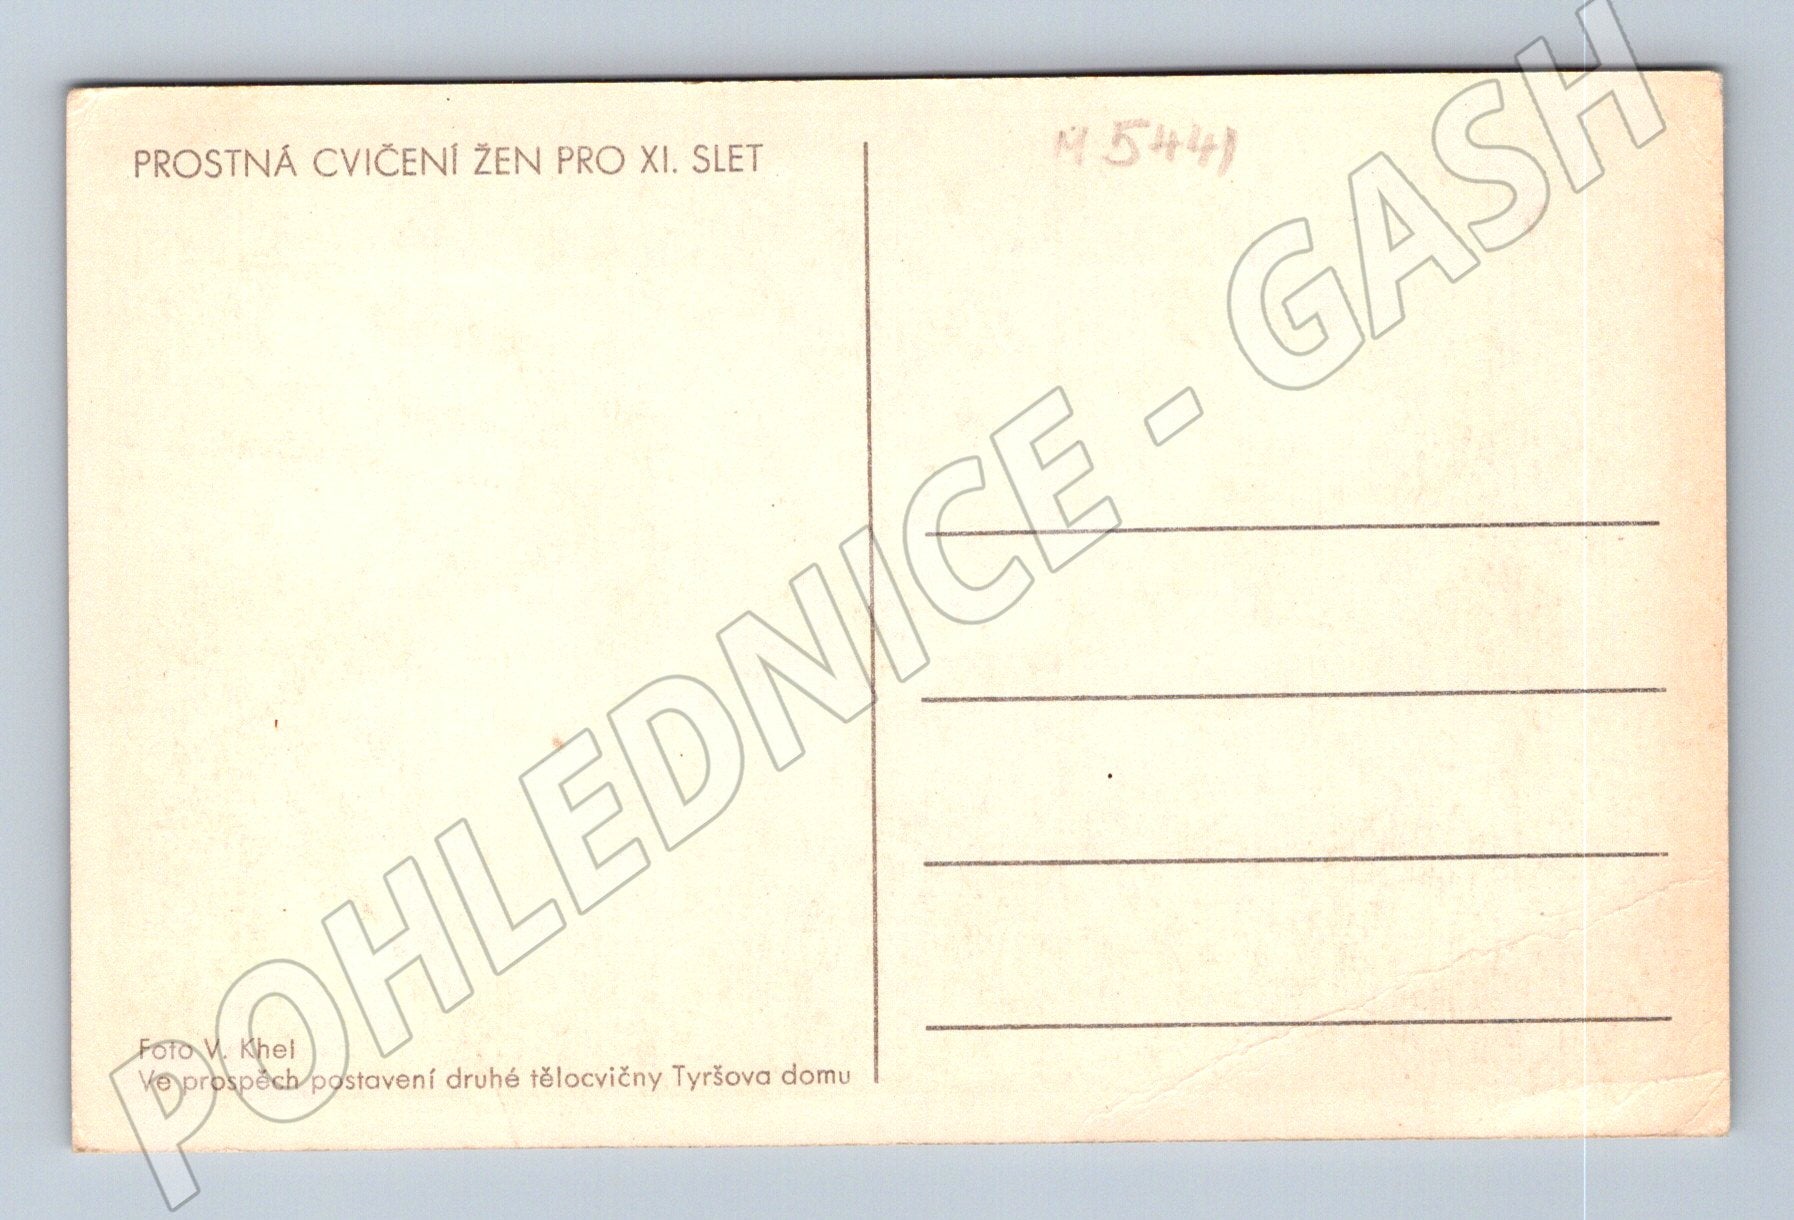 PROSTNÁ CVIČENÍ ŽEN PRO XI. SLET
M 5441
Foto V. Khel
Ve prospěch postavení druhé tělocvičny Tyršova domu
POHLEDNICE - GASH